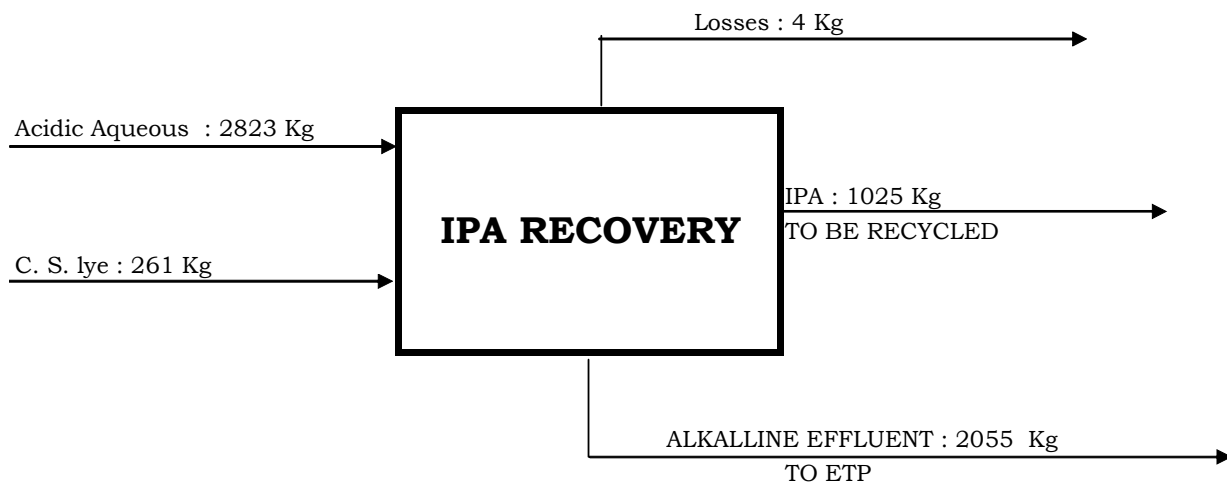 Losses : 4 Kg
Acidic Aqueous : 2823 Kg
IPA : 1025 Kg
TO BE RECYCLED
IPA RECOVERY
C. S. lye : 261 Kg
ALKALLINE EFFLUENT : 2055 Kg
TO ETP